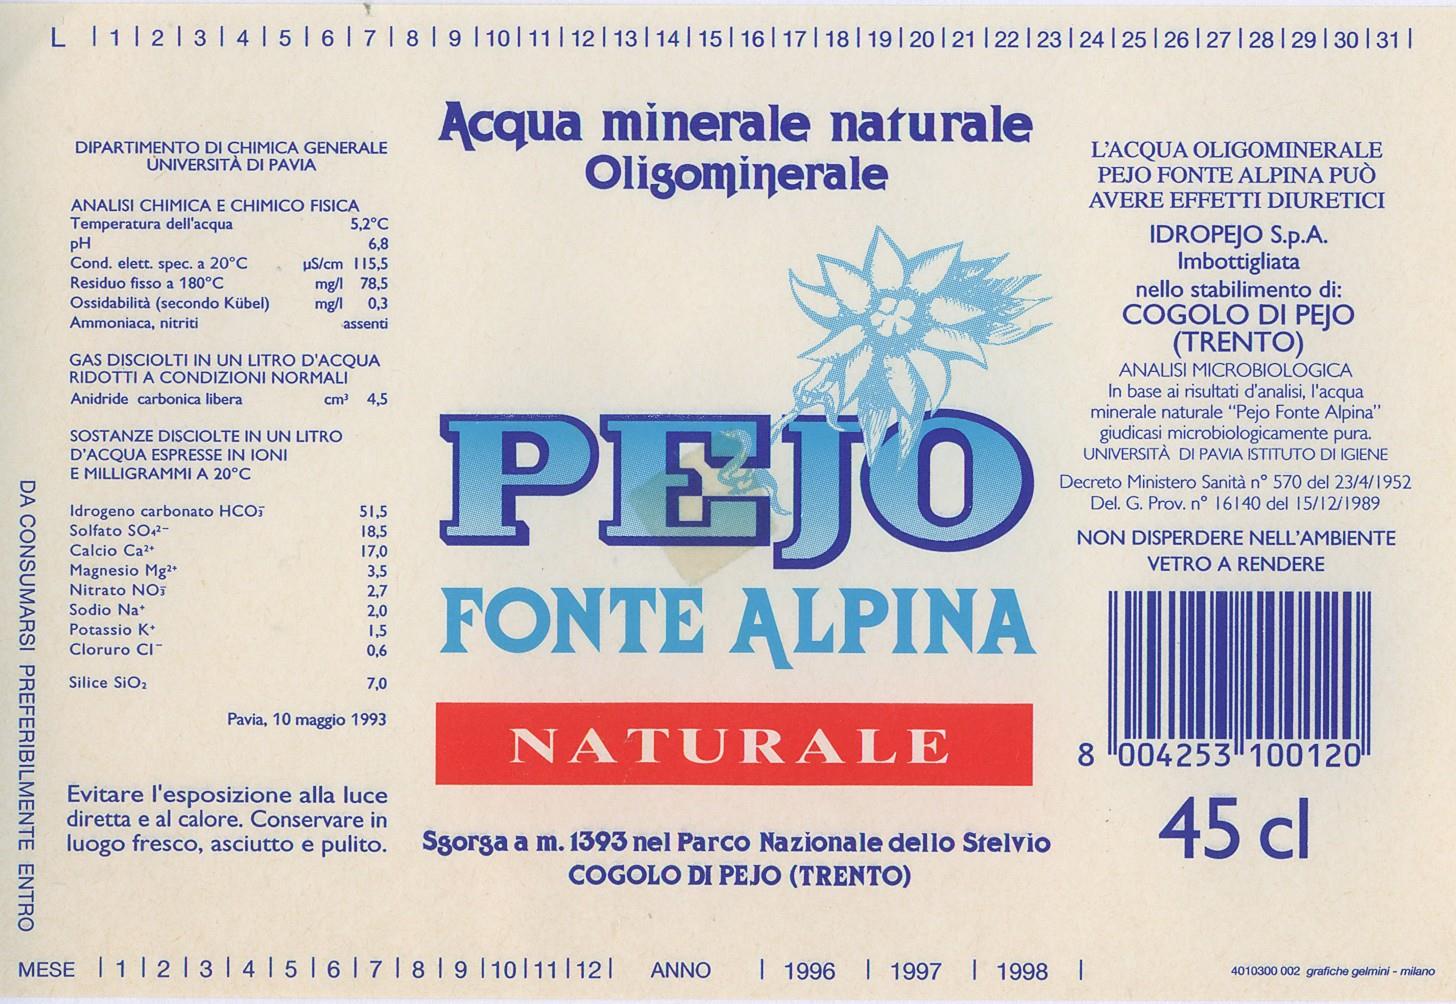 L | 1 | 2 | 3 | 4 | 5 | 6 | 7 | 8 | 9 | 10 | 11 | 12 | 13 | 14 | 15 | 16 | 17 | 18 | 19 | 20 | 21 | 22 | 23 | 24 | 25 | 26 | 27 | 28 | 29 | 30 | 31 |
DIPARTIMENTO DI CHIMICA GENERALE
UNIVERSITÀ DI PAVIA
ANALISI CHIMICA E CHIMICO FISICA
Temperatura dell'acqua 5,2°C
pH 6,8
Cond. elett. spec. a 20°C µS/cm 115,5
Residuo fisso a 180°C mg/l 78,5
Ossidabilità (secondo Kübel) mg/l 0,3
Ammoniaca, nitriti assenti
GAS DISCIOLTI IN UN LITRO D'ACQUA
RIDOTTI A CONDIZIONI NORMALI
Anidride carbonica libera cm³ 4,5
SOSTANZE DISCIOLTE IN UN LITRO
D'ACQUA ESPRESSE IN IONI
E MILLIGRAMMI A 20°C
Idrogeno carbonato HCO₃⁻ 51,5
Solfato SO₄²⁻ 18,5
Calcio Ca²⁺ 17,0
Magnesio Mg²⁺ 3,5
Nitrato NO₃⁻ 2,7
Sodio Na⁺ 2,0
Potassio K⁺ 1,5
Cloruro Cl⁻ 0,6
Silice SiO₂ 7,0
Pavia, 10 maggio 1993
Evitare l'esposizione alla luce
diretta e al calore. Conservare in
luogo fresco, asciutto e pulito.
DA CONSUMARSI PREFERIBILMENTE ENTRO
Acqua minerale naturale
Oligominerale
PEJO
FONTE ALPINA
NATURALE
Sgorga a m. 1393 nel Parco Nazionale dello Stelvio
COGOLO DI PEJO (TRENTO)
L'ACQUA OLIGOMINERALE
PEJO FONTE ALPINA PUÒ
AVERE EFFETTI DIURETICI
IDROPEJO S.p.A.
Imbottigliata
nello stabilimento di:
COGOLO DI PEJO
(TRENTO)
ANALISI MICROBIOLOGICA
In base ai risultati d'analisi, l'acqua
minerale naturale "Pejo Fonte Alpina"
giudicasi microbiologicamente pura.
UNIVERSITÀ DI PAVIA ISTITUTO DI IGIENE
Decreto Ministero Sanità n° 570 del 23/4/1952
Del. G. Prov. n° 16140 del 15/12/1989
NON DISPERDERE NELL'AMBIENTE
VETRO A RENDERE
8 004253 100120
45 cl
MESE | 1 | 2 | 3 | 4 | 5 | 6 | 7 | 8 | 9 | 10 | 11 | 12 | ANNO | 1996 | 1997 | 1998 |
4010300 002 grafiche gelmini - milano